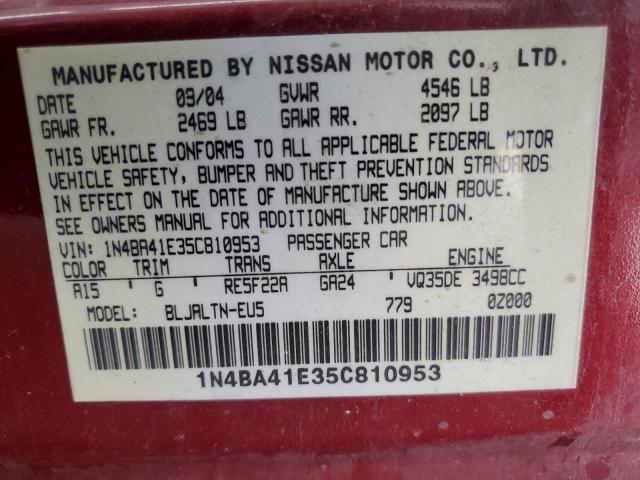 MANUFACTURED BY NISSAN MOTOR CO., LTD.
DATE 09/04 GVWR 4546 LB
GAWR FR. 2469 LB GAWR RR. 2097 LB
THIS VEHICLE CONFORMS TO ALL APPLICABLE FEDERAL MOTOR
VEHICLE SAFETY, BUMPER AND THEFT PREVENTION STANDARDS
IN EFFECT ON THE DATE OF MANUFACTURE SHOWN ABOVE.
SEE OWNERS MANUAL FOR ADDITIONAL INFORMATION.
VIN: 1N4BA41E35C810953 PASSENGER CAR
COLOR TRIM TRANS AXLE ENGINE
A15 ' G ' RE5F22A GA24 ' VQ35DE 3498CC
MODEL: BLJALTN-EU5 779 0Z000
1N4BA41E35C810953